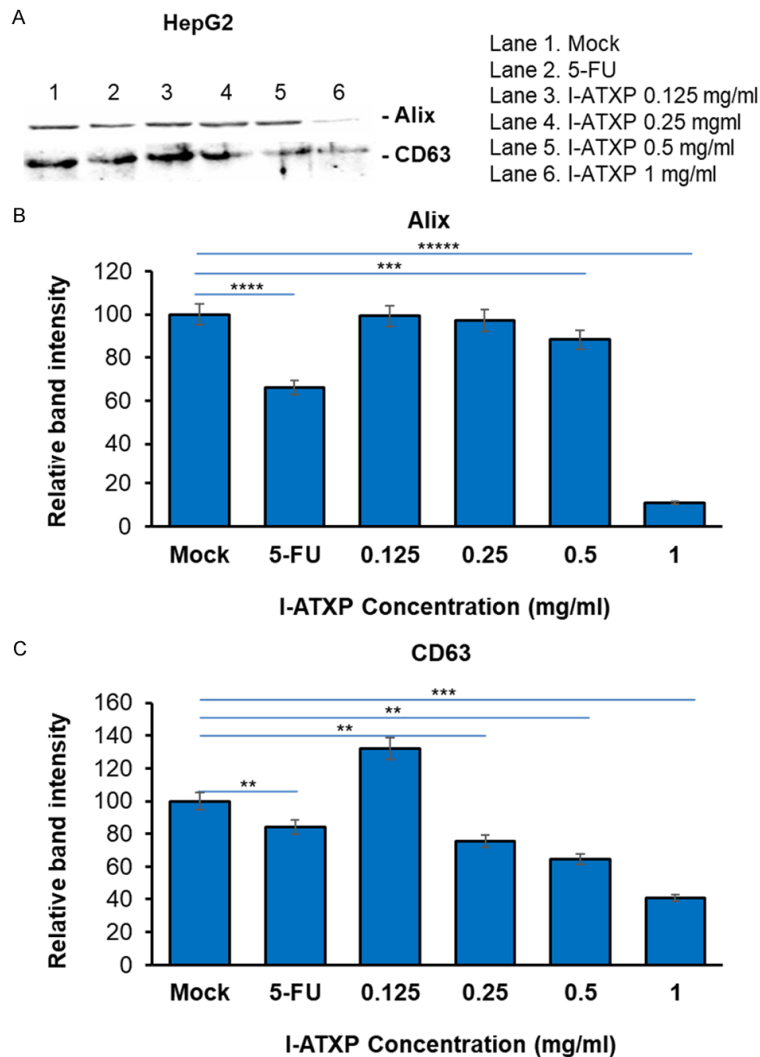 A
HepG2
1 2 3 4 5 6
- Alix
- CD63
Lane 1. Mock
Lane 2. 5-FU
Lane 3. I-ATXP 0.125 mg/ml
Lane 4. I-ATXP 0.25 mgml
Lane 5. I-ATXP 0.5 mg/ml
Lane 6. I-ATXP 1 mg/ml
B
Alix
*****
***
****
Relative band intensity
120
100
80
60
40
20
0
Mock 5-FU 0.125 0.25 0.5 1
I-ATXP Concentration (mg/ml)
C
CD63
***
**
**
**
Relative band intensity
160
140
120
100
80
60
40
20
0
Mock 5-FU 0.125 0.25 0.5 1
I-ATXP Concentration (mg/ml)